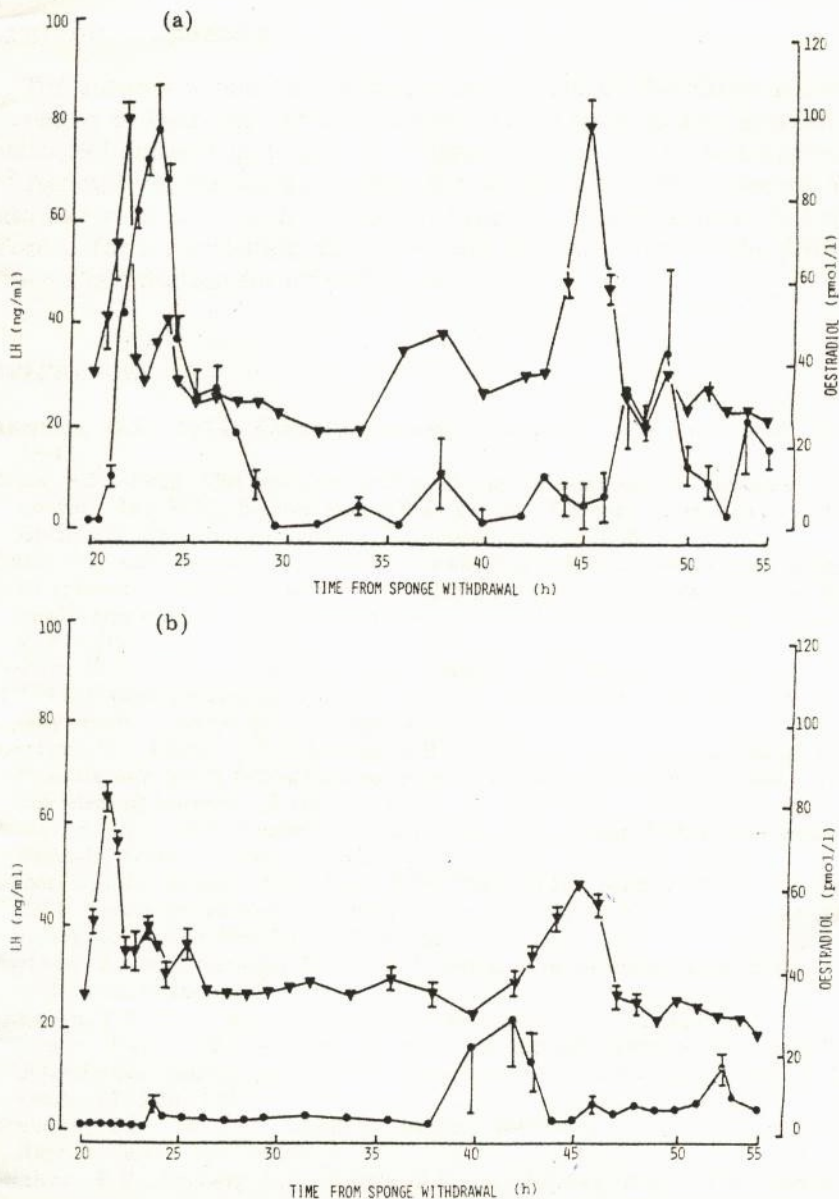 (a)
100
80
60
40
20
0
LH (ng/ml)
120
100
80
60
40
20
0
OESTRADIOL (pmol/l)
20 25 30 35 40 45 50 55
TIME FROM SPONGE WITHDRAWAL (h)
(b)
100
80
60
40
20
0
LH (ng/ml)
120
100
80
60
40
20
0
OESTRADIOL (pmol/l)
20 25 30 35 40 45 50 55
TIME FROM SPONGE WITHDRAWAL (h)